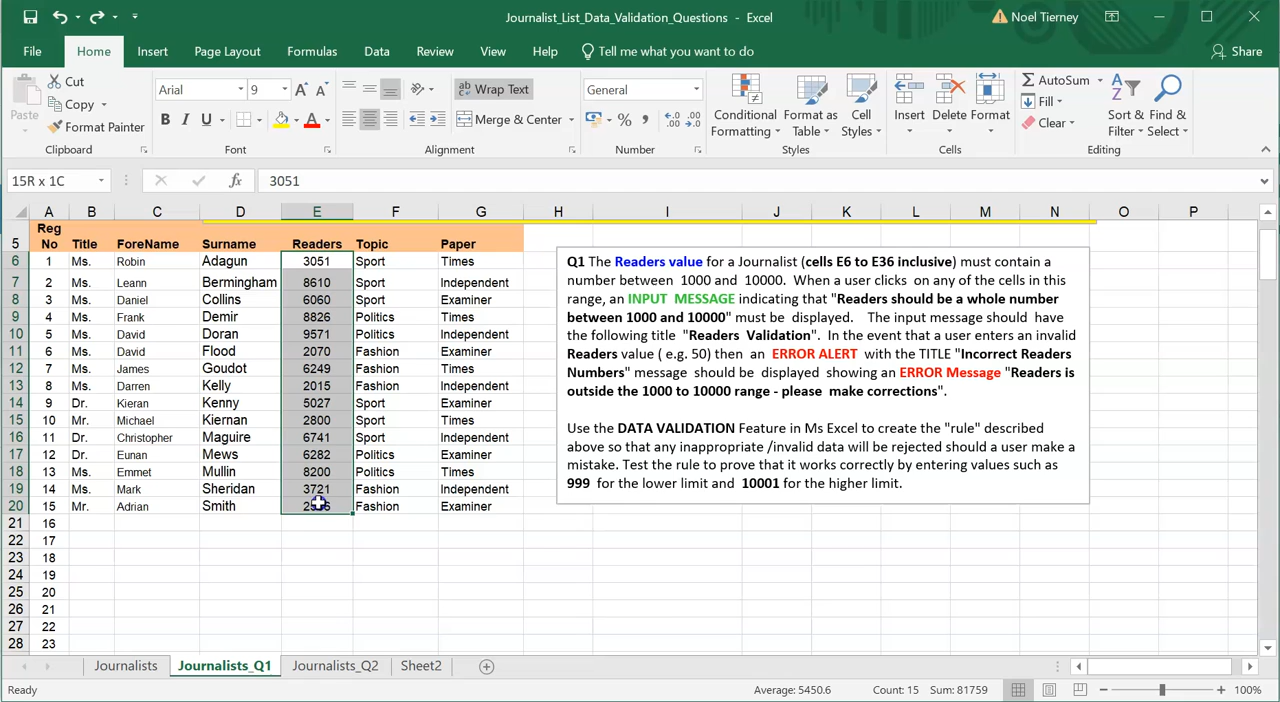 Journalist_List_Data_Validation_Questions - Excel
Noel Tierney
File Home Insert Page Layout Formulas Data Review View Help Tell me what you want to do Share
Paste
Cut
Copy
Format Painter
Clipboard
Arial 9
B I U
Font
Wrap Text
Merge & Center
Alignment
General
Number
Conditional Formatting
Format as Table
Cell Styles
Styles
Insert Delete Format
Cells
AutoSum
Fill
Clear
Sort & Filter
Find & Select
Editing
15R x 1C fx 3051
A B C D E F G H I J K L M N O P
5 Reg No Title ForeName Surname Readers Topic Paper
6 1 Ms. Robin Adagun 3051 Sport Times
7 2 Ms. Leann Bermingham 8610 Sport Independent
8 3 Ms. Daniel Collins 6060 Sport Examiner
9 4 Ms. Frank Demir 8826 Politics Times
10 5 Ms. David Doran 9571 Politics Independent
11 6 Ms. David Flood 2070 Fashion Examiner
12 7 Ms. James Goudot 6249 Fashion Times
13 8 Ms. Darren Kelly 2015 Fashion Independent
14 9 Dr. Kieran Kenny 5027 Sport Examiner
15 10 Mr. Michael Kiernan 2800 Sport Times
16 11 Dr. Christopher Maguire 6741 Sport Independent
17 12 Dr. Eunan Mews 6282 Politics Examiner
18 13 Ms. Emmet Mullin 8200 Politics Times
19 14 Ms. Mark Sheridan 3721 Fashion Independent
20 15 Mr. Adrian Smith Fashion Examiner
21 16
22 17
23 18
24 19
25 20
26 21
27 22
28 23
Q1 The Readers value for a Journalist (cells E6 to E36 inclusive) must contain a
number between 1000 and 10000. When a user clicks on any of the cells in this
range, an INPUT MESSAGE indicating that "Readers should be a whole number
between 1000 and 10000" must be displayed. The input message should have
the following title "Readers Validation". In the event that a user enters an invalid
Readers value ( e.g. 50) then an ERROR ALERT with the TITLE "Incorrect Readers
Numbers" message should be displayed showing an ERROR Message "Readers is
outside the 1000 to 10000 range - please make corrections".
Use the DATA VALIDATION Feature in Ms Excel to create the "rule" described
above so that any inappropriate /invalid data will be rejected should a user make a
mistake. Test the rule to prove that it works correctly by entering values such as
999 for the lower limit and 10001 for the higher limit.
Journalists Journalists_Q1 Journalists_Q2 Sheet2
Ready Average: 5450.6 Count: 15 Sum: 81759 100%